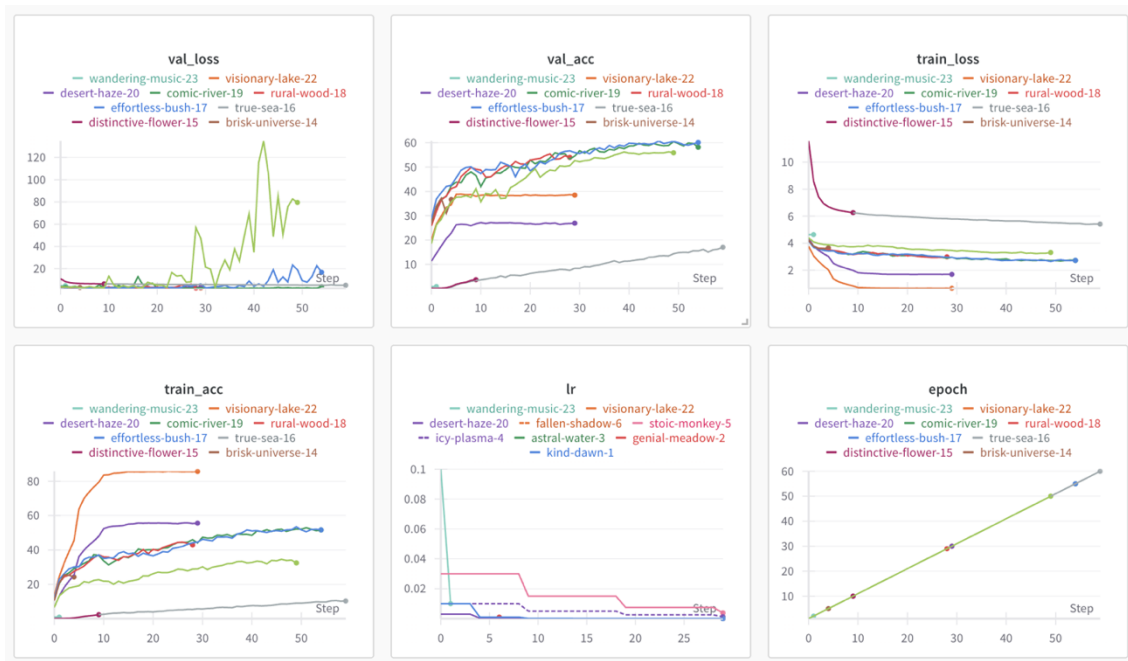 val_loss
wandering-music-23 visionary-lake-22
desert-haze-20 comic-river-19 rural-wood-18
effortless-bush-17 true-sea-16
distinctive-flower-15 brisk-universe-14
120
100
80
60
40
20
Step
0 10 20 30 40 50
val_acc
wandering-music-23 visionary-lake-22
desert-haze-20 comic-river-19 rural-wood-18
effortless-bush-17 true-sea-16
distinctive-flower-15 brisk-universe-14
60
50
40
30
20
10
Step
0 10 20 30 40 50
train_loss
wandering-music-23 visionary-lake-22
desert-haze-20 comic-river-19 rural-wood-18
effortless-bush-17 true-sea-16
distinctive-flower-15 brisk-universe-14
10
8
6
4
2
Step
0 10 20 30 40 50
train_acc
wandering-music-23 visionary-lake-22
desert-haze-20 comic-river-19 rural-wood-18
effortless-bush-17 true-sea-16
distinctive-flower-15 brisk-universe-14
80
60
40
20
Step
0 10 20 30 40 50
lr
wandering-music-23 visionary-lake-22
desert-haze-20 fallen-shadow-6 stoic-monkey-5
icy-plasma-4 astral-water-3 genial-meadow-2
kind-dawn-1
0.1
0.08
0.06
0.04
0.02
Step
0 5 10 15 20 25
epoch
wandering-music-23 visionary-lake-22
desert-haze-20 comic-river-19 rural-wood-18
effortless-bush-17 true-sea-16
distinctive-flower-15 brisk-universe-14
60
50
40
30
20
10
Step
0 10 20 30 40 50